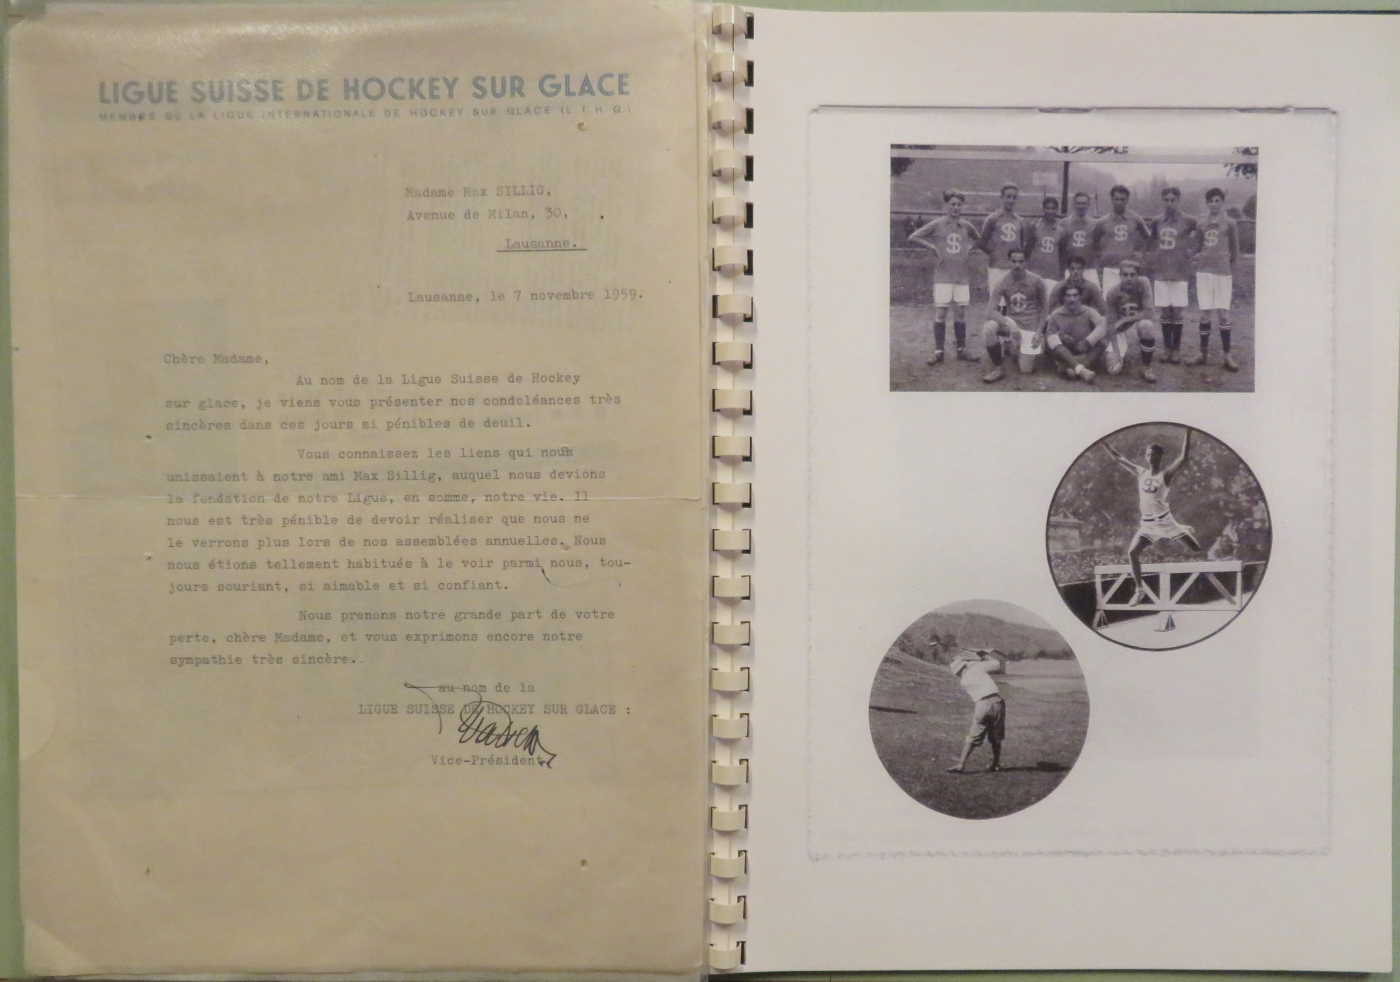 LIGUE SUISSE DE HOCKEY SUR GLACE
MEMBRE DE LA LIGUE INTERNATIONALE DE HOCKEY SUR GLACE (L. I. H. G.)
Madame Max SILLIG,
Avenue de Milan, 30,
Lausanne.
Lausanne, le 7 novembre 1959.
Chère Madame,
Au nom de la Ligue Suisse de Hockey
sur glace, je viens vous présenter nos condoléances très
sincères dans ces jours si pénibles de deuil.
Vous connaissez les liens qui nous
unissaient à notre ami Max Sillig, auquel nous devions
la fondation de notre Ligue, en somme, notre vie. Il
nous est très pénible de devoir réaliser que nous ne
le verrons plus lors de nos assemblées annuelles. Nous
nous étions tellement habitués à le voir parmi nous, tou-
jours souriant, si aimable et si confiant.
Nous prenons notre grande part de votre
perte, chère Madame, et vous exprimons encore notre
sympathie très sincère.
au nom de la
LIGUE SUISSE DE HOCKEY SUR GLACE :
Vice-Président